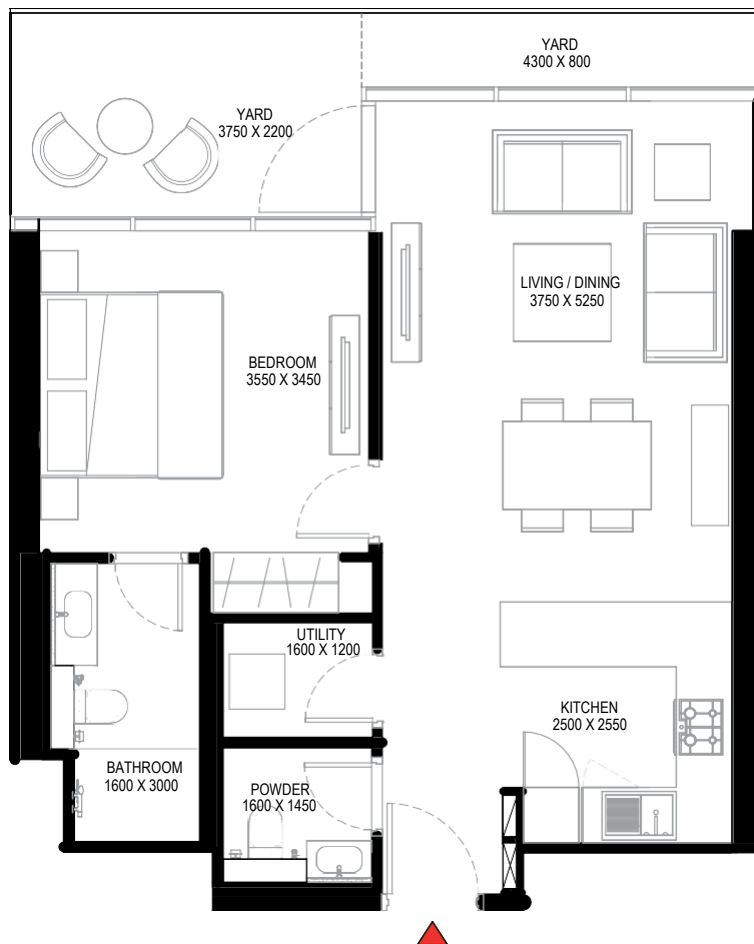 YARD
4300 X 800
YARD
3750 X 2200
LIVING / DINING
3750 X 5250
BEDROOM
3550 X 3450
UTILITY
1600 X 1200
KITCHEN
2500 X 2550
BATHROOM
1600 X 3000
POWDER
1600 X 1450